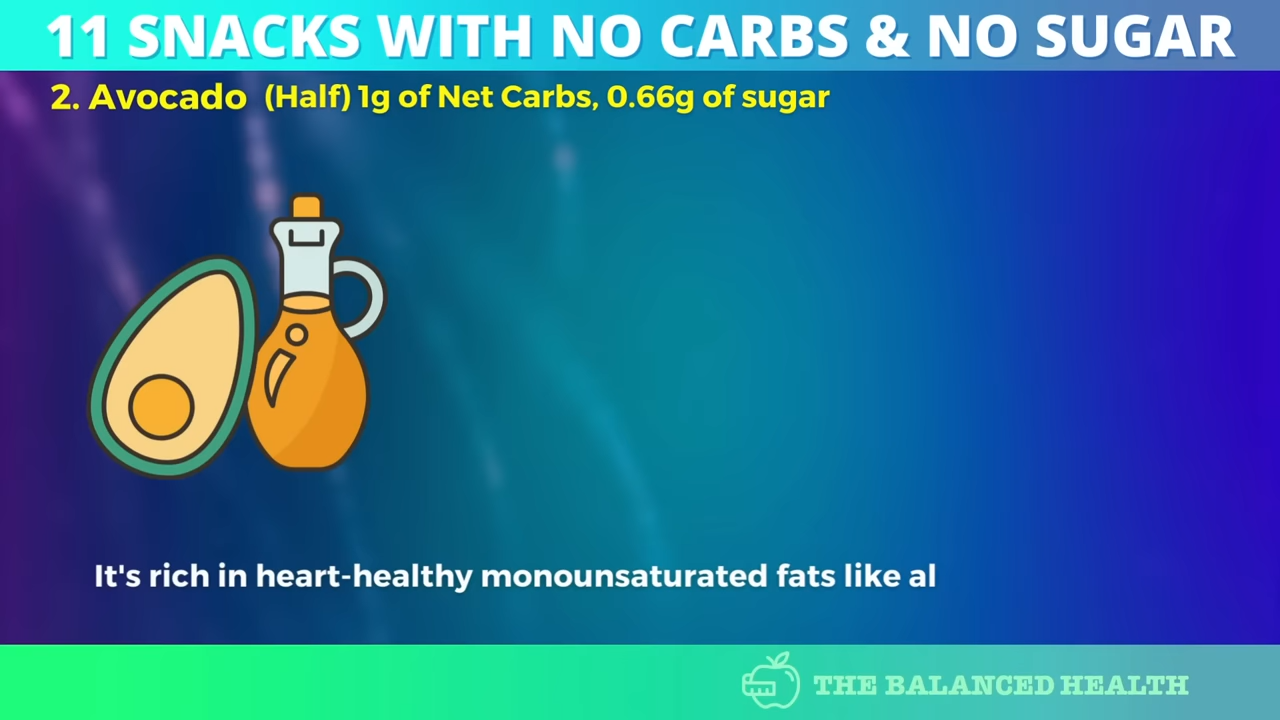 11 SNACKS WITH NO CARBS & NO SUGAR
2. Avocado (Half) 1g of Net Carbs, 0.66g of sugar
It's rich in heart-healthy monounsaturated fats like al
THE BALANCED HEALTH